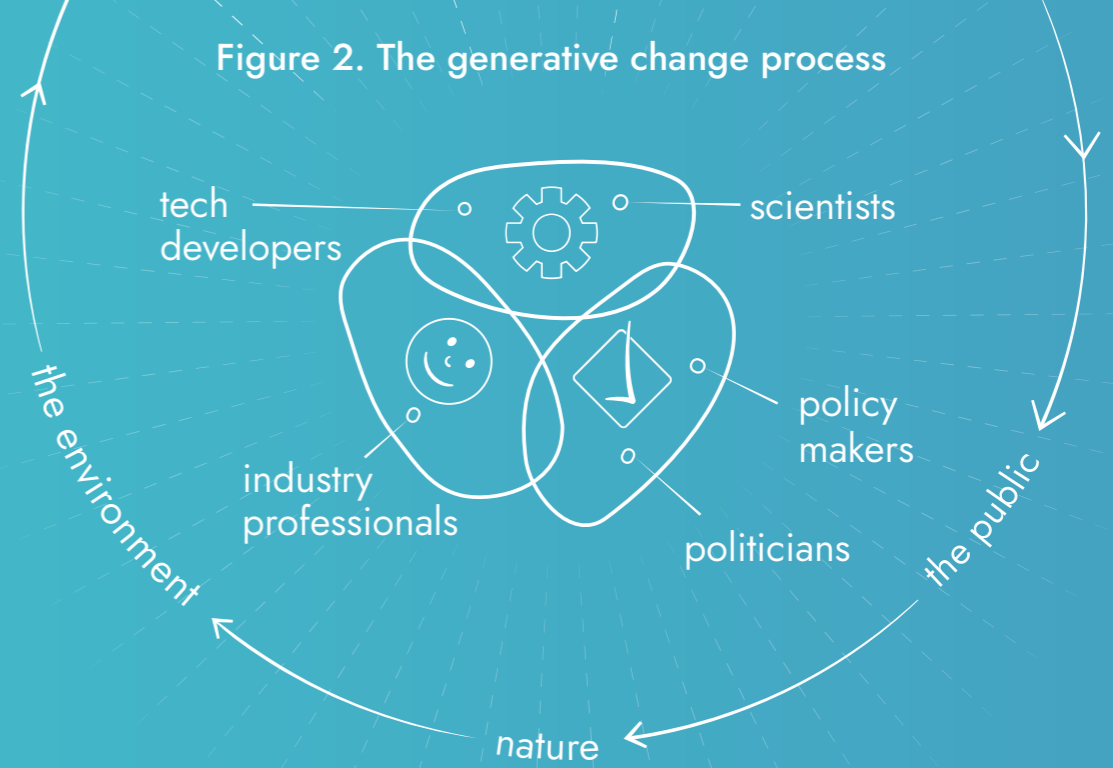 Figure 2. The generative change process
tech
developers
scientists
policy
makers
industry
professionals
politicians
the environment
the public
nature